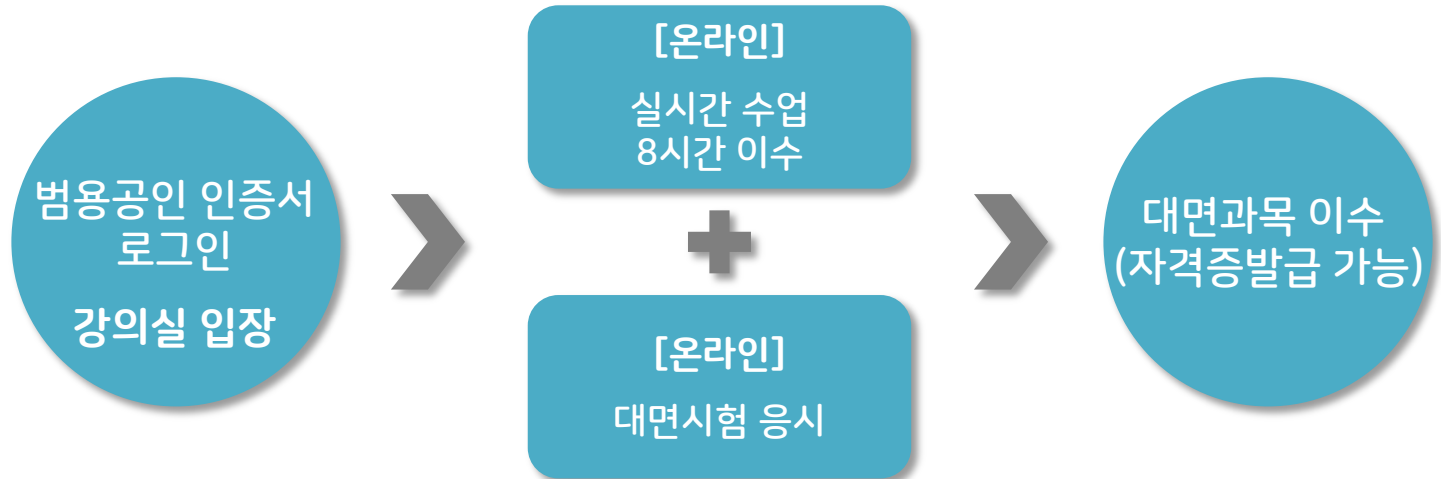 범용공인 인증서
로그인
강의실 입장
[온라인]
실시간 수업
8시간 이수
[온라인]
대면시험 응시
대면과목 이수
(자격증발급 가능)